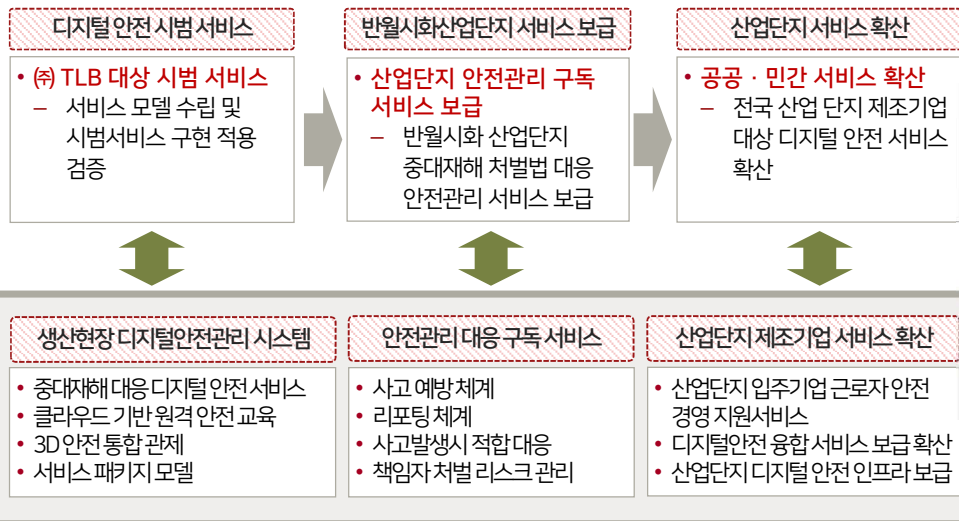 디지털 안전 시범 서비스
• ㈜ TLB 대상 시범 서비스
– 서비스 모델 수립 및
시범서비스 구현 적용
검증
반월시화산업단지 서비스 보급
• 산업단지 안전관리 구독
서비스 보급
– 반월시화 산업단지
중대재해 처벌법 대응
안전관리 서비스 보급
산업단지 서비스 확산
• 공공 · 민간 서비스 확산
– 전국 산업 단지 제조기업
대상 디지털 안전 서비스
확산
생산현장 디지털안전관리 시스템
• 중대재해 대응 디지털 안전 서비스
• 클라우드 기반 원격 안전 교육
• 3D 안전 통합 관제
• 서비스 패키지 모델
안전관리 대응 구독 서비스
• 사고 예방 체계
• 리포팅 체계
• 사고발생시 적합 대응
• 책임자 처벌 리스크 관리
산업단지 제조기업 서비스 확산
• 산업단지 입주기업 근로자 안전
경영 지원서비스
• 디지털안전 융합 서비스 보급 확산
• 산업단지 디지털 안전 인프라 보급